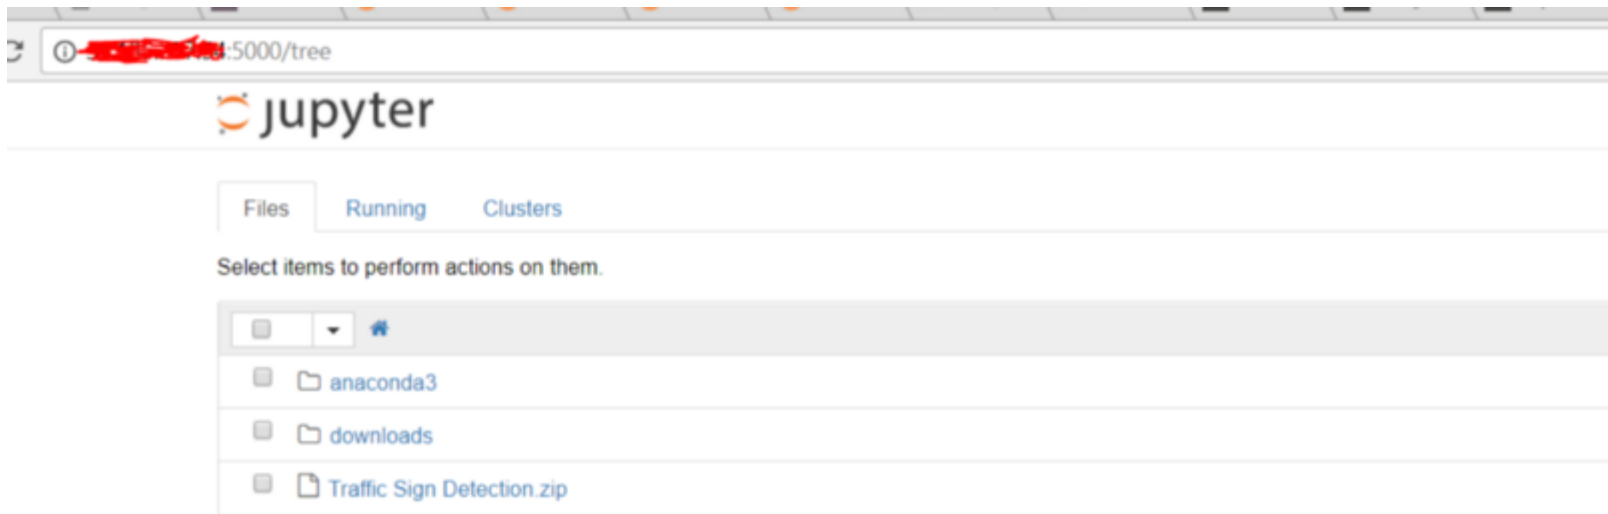 :5000/tree
jupyter
Files Running Clusters
Select items to perform actions on them.
anaconda3
downloads
Traffic Sign Detection.zip